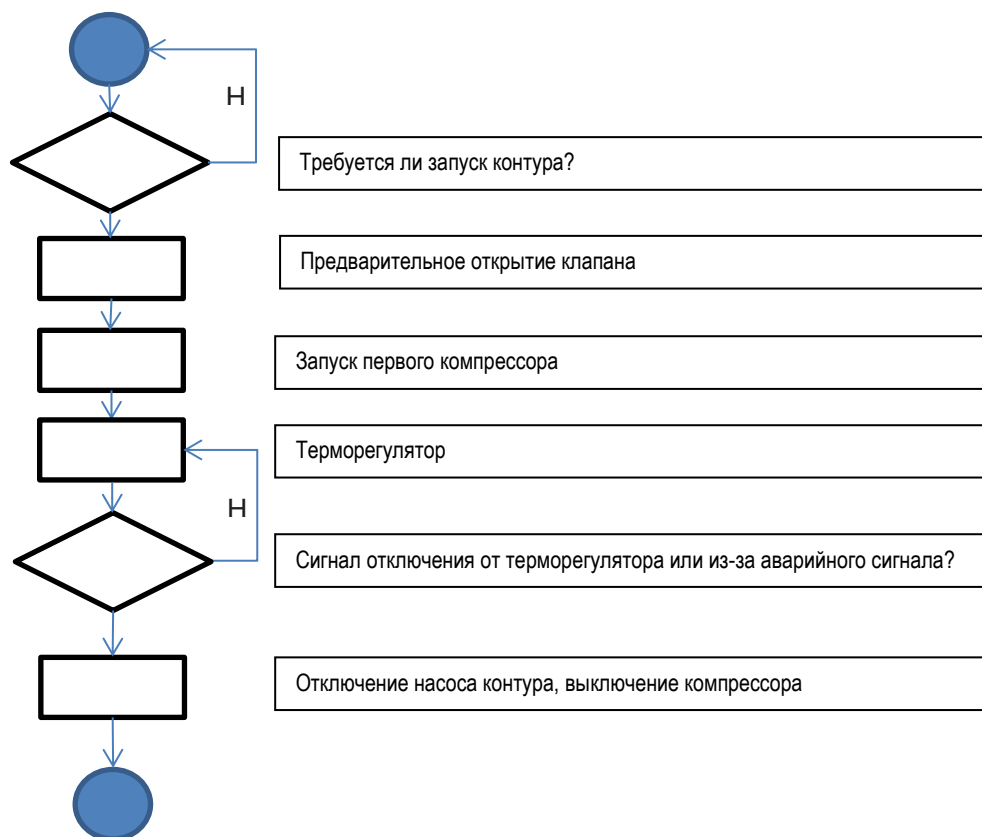 Н
Требуется ли запуск контура?
Предварительное открытие клапана
Запуск первого компрессора
Терморегулятор
Н
Сигнал отключения от терморегулятора или из-за аварийного сигнала?
Отключение насоса контура, выключение компрессора